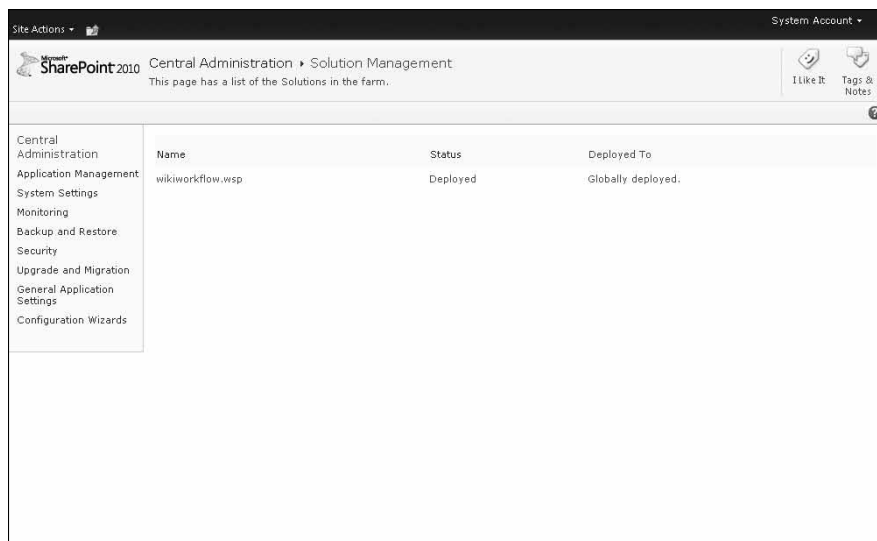 Site Actions
System Account
Microsoft
SharePoint 2010
Central Administration ▸ Solution Management
This page has a list of the Solutions in the farm.
I Like It
Tags &
Notes
Central
Administration
Application Management
System Settings
Monitoring
Backup and Restore
Security
Upgrade and Migration
General Application
Settings
Configuration Wizards
Name Status Deployed To
wikiworkflow.wsp Deployed Globally deployed.